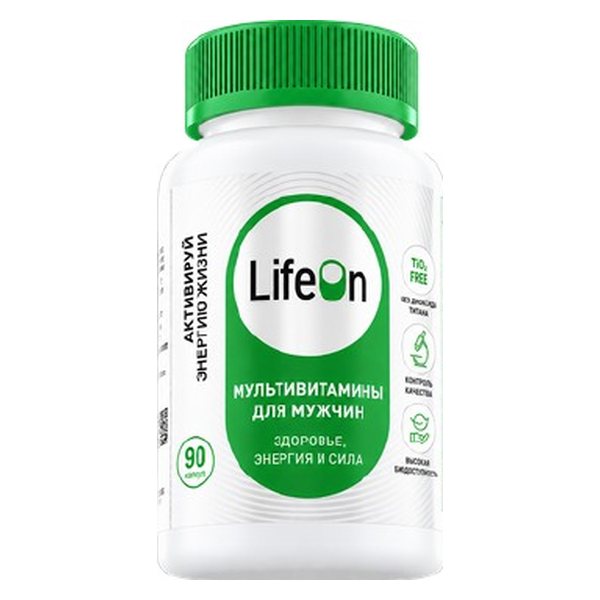 LifeOn
МУЛЬТИВИТАМИНЫ
ДЛЯ МУЖЧИН
ЗДОРОВЬЕ,
ЭНЕРГИЯ И СИЛА
АКТИВИРУЙ
ЭНЕРГИЮ ЖИЗНИ
90
капсул
TiO₂
FREE
БЕЗ ДИОКСИДА
ТИТАНА
КОНТРОЛЬ
КАЧЕСТВА
ВЫСОКАЯ
БИОДОСТУПНОСТЬ